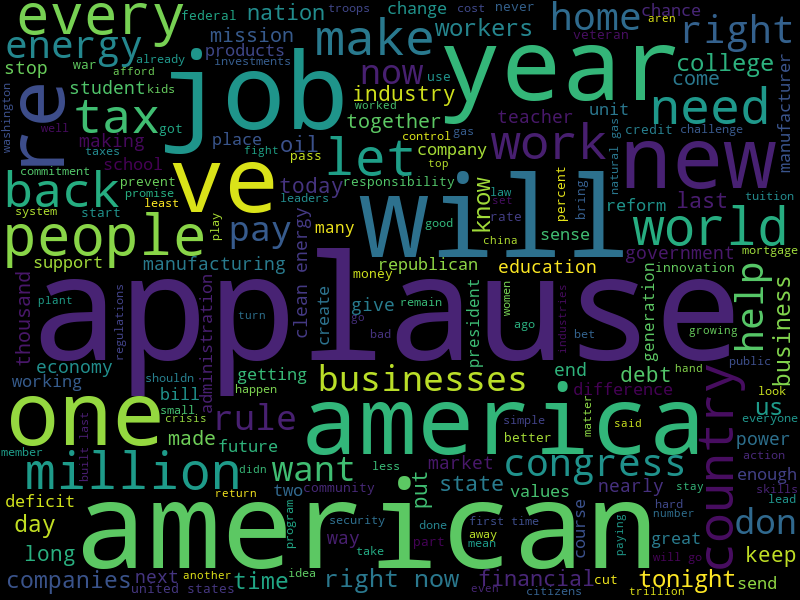 every
federal
nation
troops
change
cost
never
home
chance
aren
right
energy
mission
products
make
workers
year
veteran
stop
war
already
investments
afford
job
now
use
college
come
manufacturer
re
student
kids
industry
need
washington
tax
got
worked
together
teacher
unit
well
making
place
oil
control
gas
credit
challenge
taxes
fight
pass
company
top
work
new
natural gas
commitment
school
let
back
prevent
promise
ve
today
responsibility
know
law
percent
bring
last
tuition
system
least
leaders
set
reform
start
play
pay
many
will
good
rate
china
sense
world
people
government
mortgage
support
manufacturing
clean energy
money
republican
education
generation
innovation
help
business
thousand
plant
regulations
administration
applause
turn
create
give
go
remain
bad
president
women
ago
industries
bet
growing
economy
shouldn
getting
end
debt
hand
public
working
bill
happen
businesses
difference
look
one
small
crisis
rule
america
simple
better
matter
said
country
us
everyone
built last
made
future
power
member
million
didn
want
less
market
congress
action
enough
deficit
return
two
community
put
state
values
nearly
stay
skills
lead
day
program
security
american
done
first time
course
hard
number
great
don
long
way
take
part
away
mean
paying
will go
keep
companies
next
another
united states
time
idea
right now
financial
even
cut
citizens
tonight
trillion
send